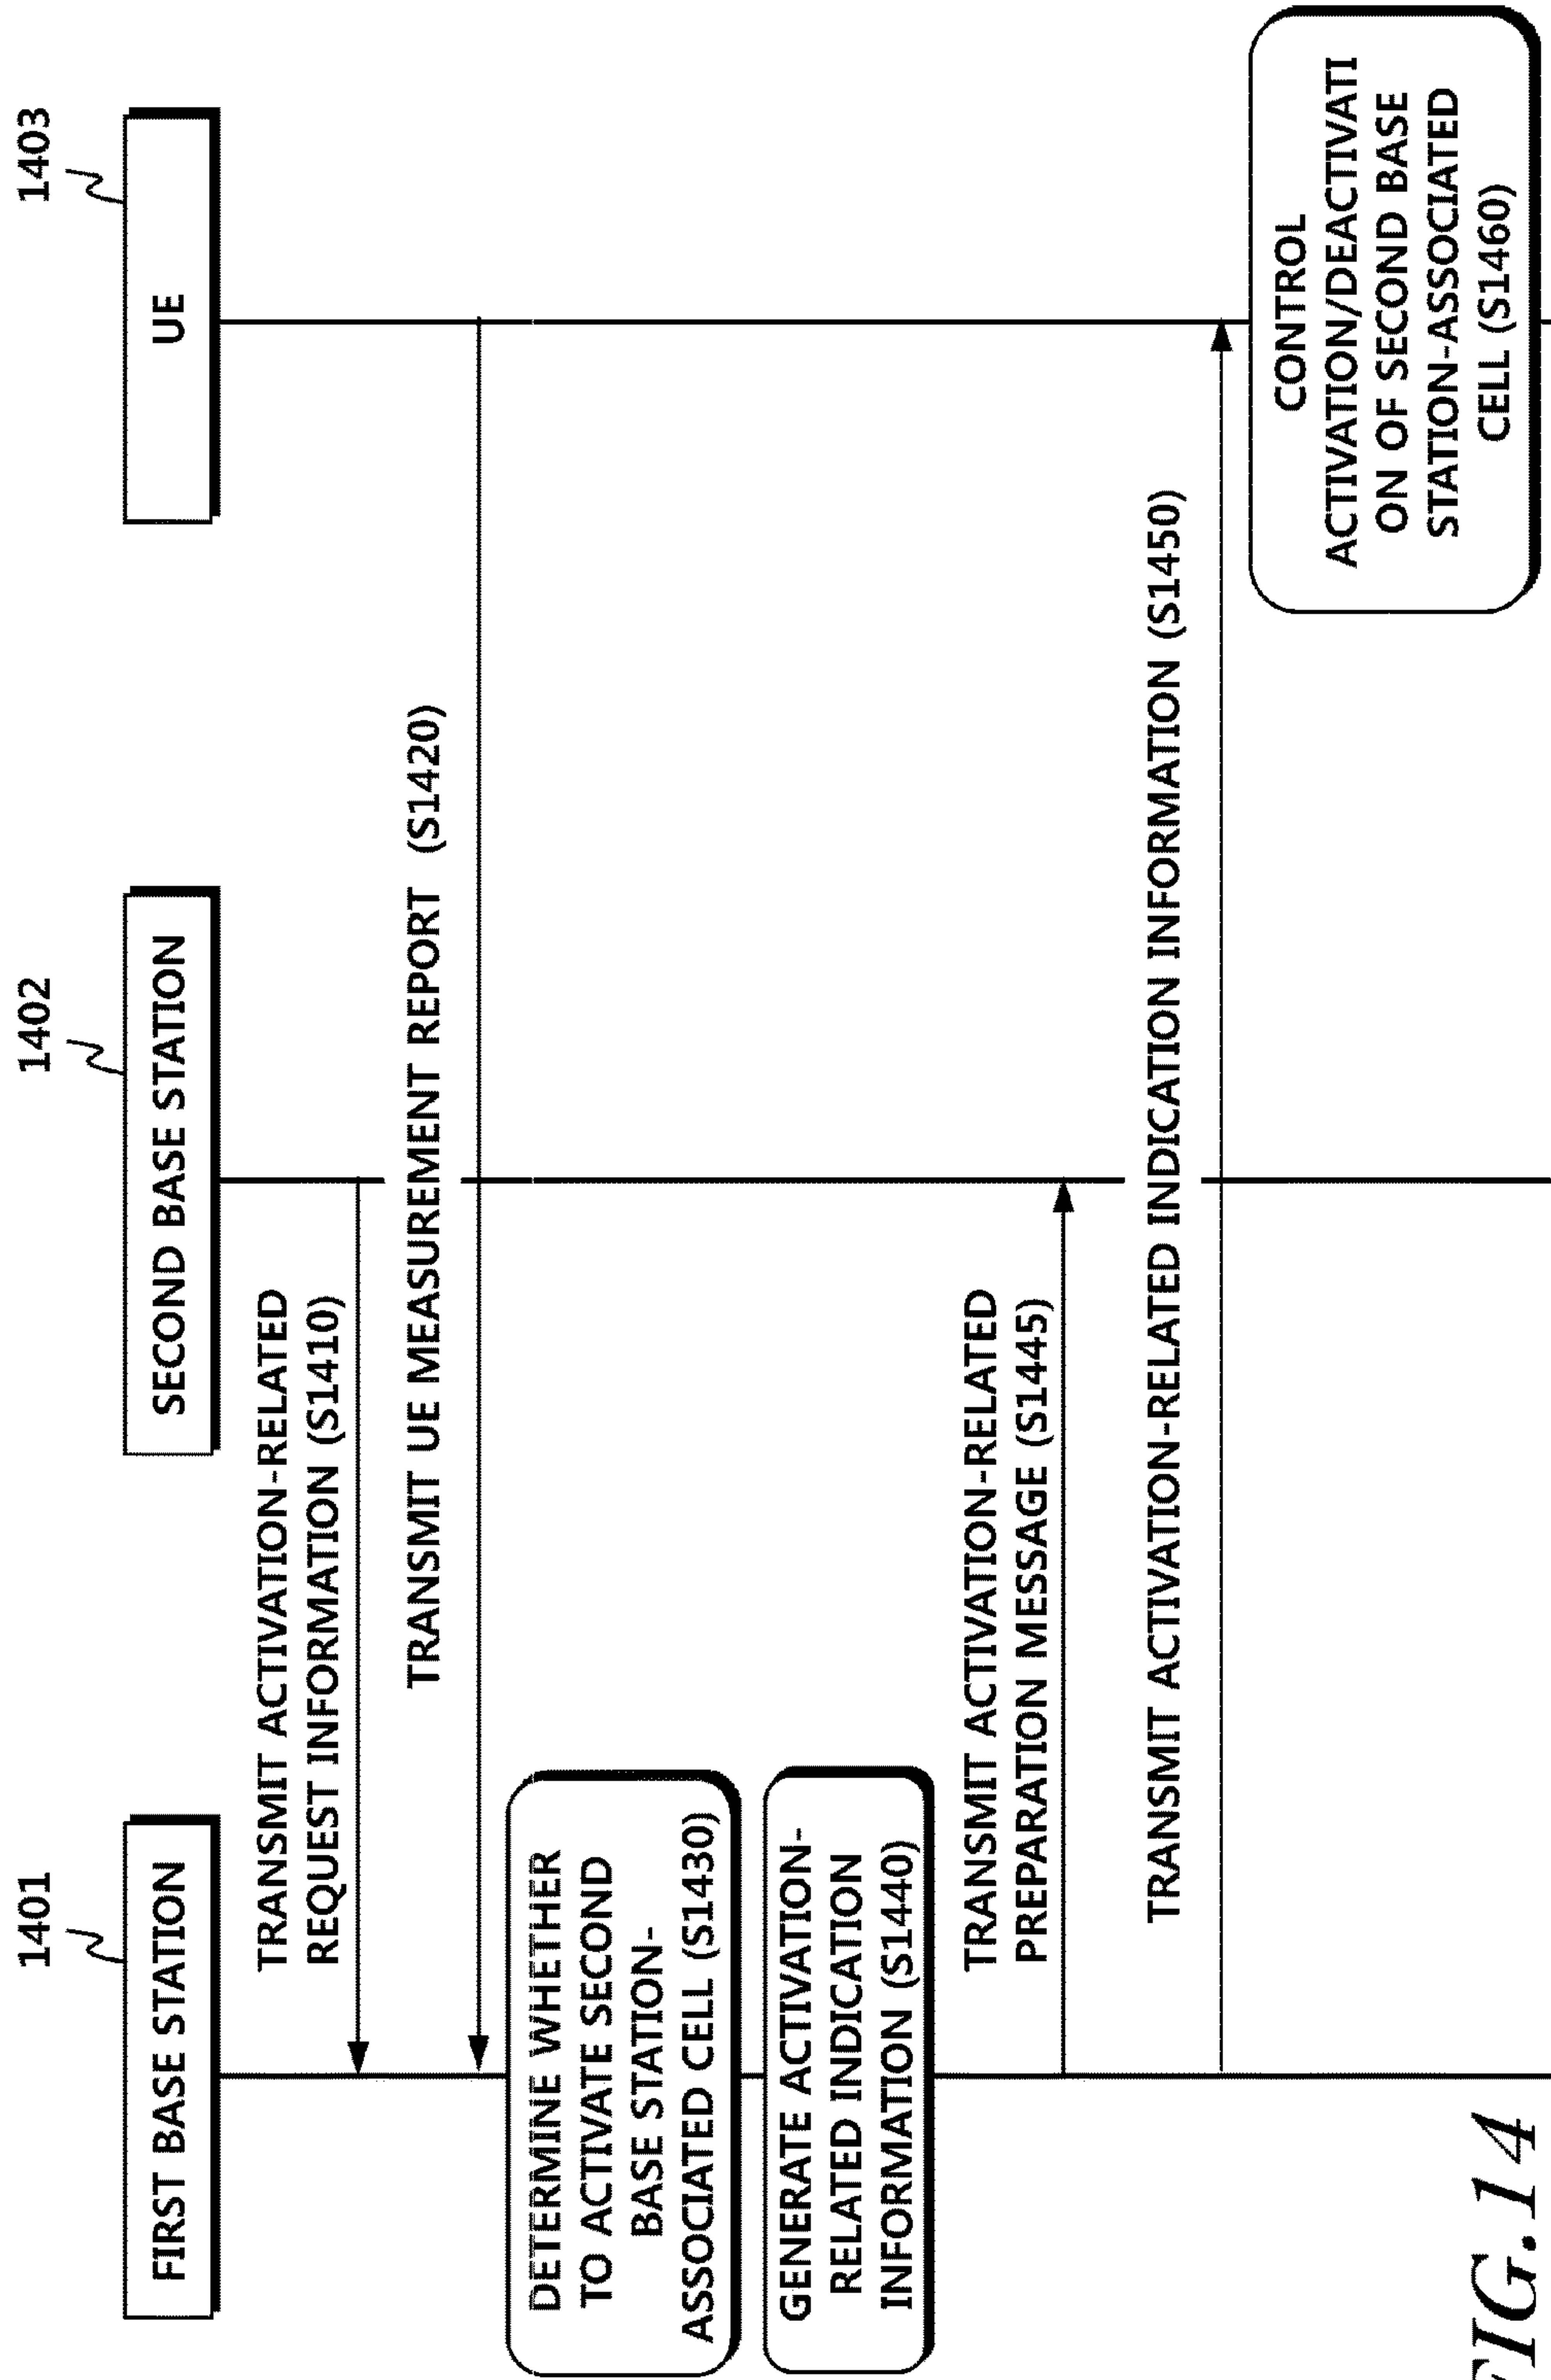 1401
1402
1403
FIRST BASE STATION
SECOND BASE STATION
UE
TRANSMIT ACTIVATION-RELATED
REQUEST INFORMATION (S1410)
TRANSMIT UE MEASUREMENT REPORT (S1420)
DETERMINE WHETHER
TO ACTIVATE SECOND
BASE STATION-
ASSOCIATED CELL (S1430)
GENERATE ACTIVATION-
RELATED INDICATION
INFORMATION (S1440)
TRANSMIT ACTIVATION-RELATED
PREPARATION MESSAGE (S1445)
TRANSMIT ACTIVATION-RELATED INDICATION INFORMATION (S1450)
CONTROL
ACTIVATION/DEACTIVATI
ON OF SECOND BASE
STATION-ASSOCIATED
CELL (S1460)
FIG.14